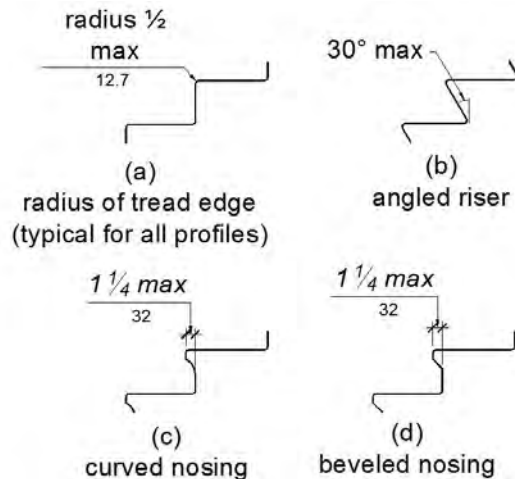 radius ½
max
12.7
(a)
radius of tread edge
(typical for all profiles)
30° max
(b)
angled riser
1 ¼ max
32
(c)
curved nosing
1 ¼ max
32
(d)
beveled nosing